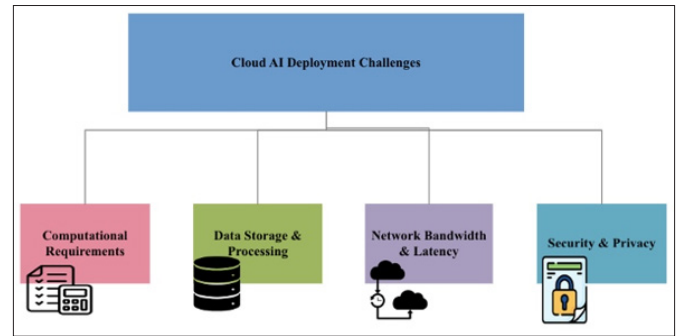 Cloud AI Deployment Challenges
Computational
Requirements
Data Storage &
Processing
Network Bandwidth
& Latency
Security & Privacy